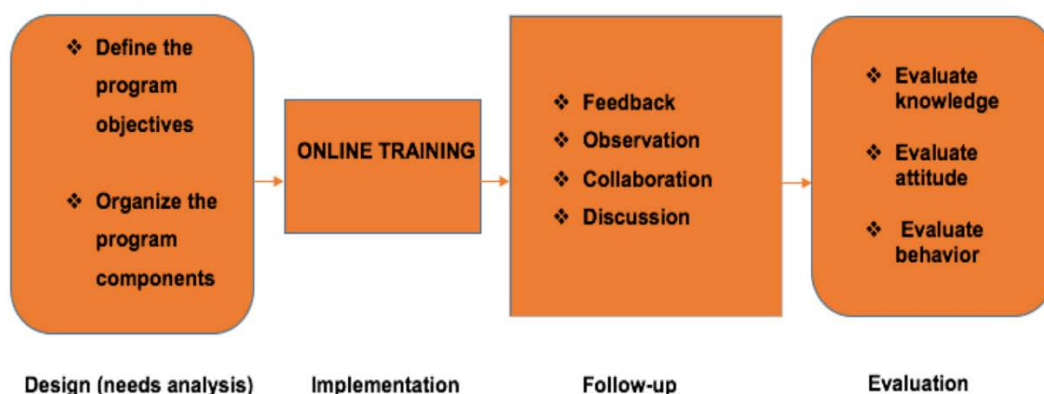 ❖ Define the
program
objectives
❖ Organize the
program
components
ONLINE TRAINING
❖ Feedback
❖ Observation
❖ Collaboration
❖ Discussion
❖ Evaluate
knowledge
❖ Evaluate
attitude
❖ Evaluate
behavior
Design (needs analysis)
Implementation
Follow-up
Evaluation